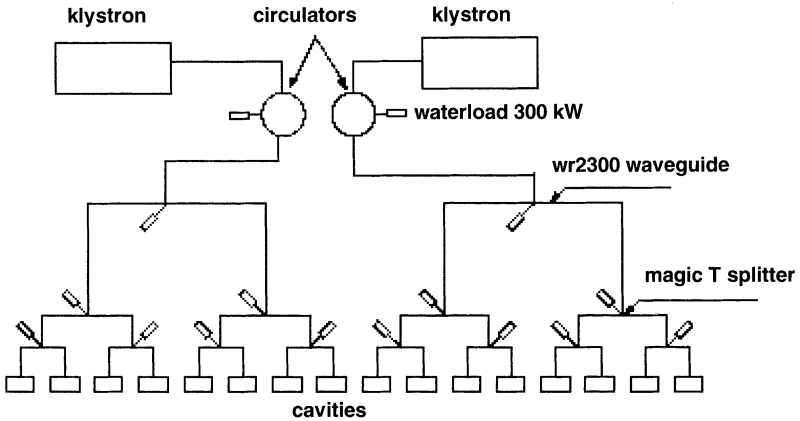 klystron
circulators
klystron
waterload 300 kW
wr2300 waveguide
magic T splitter
cavities